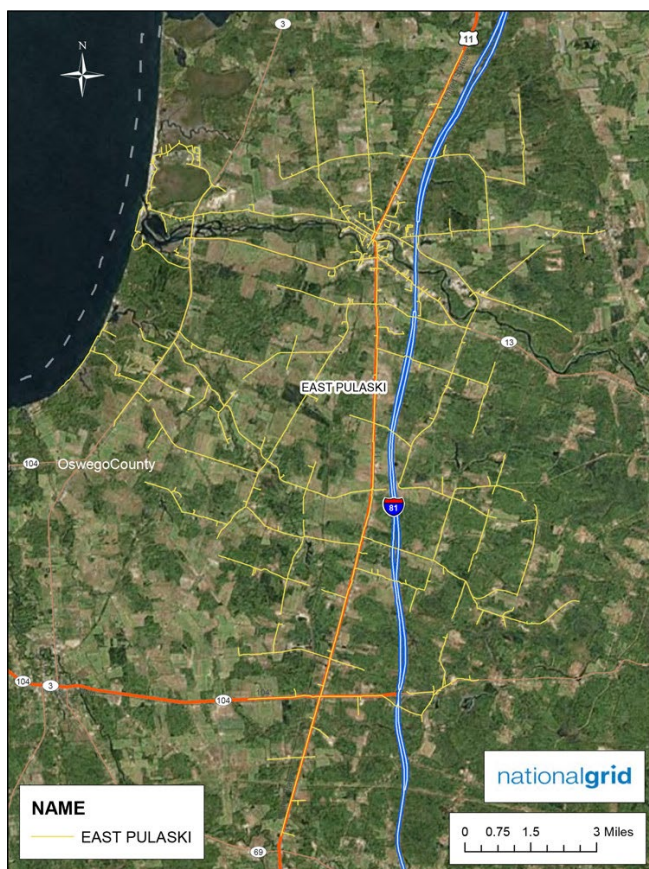 N
3
11
13
EAST PULASKI
104
OswegoCounty
81
104
3
104
69
nationalgrid
NAME
EAST PULASKI
0 0.75 1.5 3 Miles